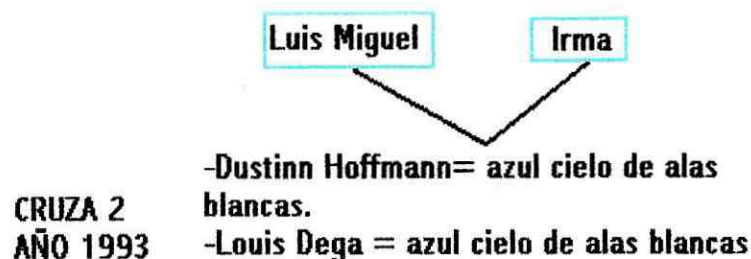 Luis Miguel Irma
-Dustinn Hoffmann= azul cielo de alas
blancas.
CRUZA 2
AÑO 1993
-Louis Dega = azul cielo de alas blancas